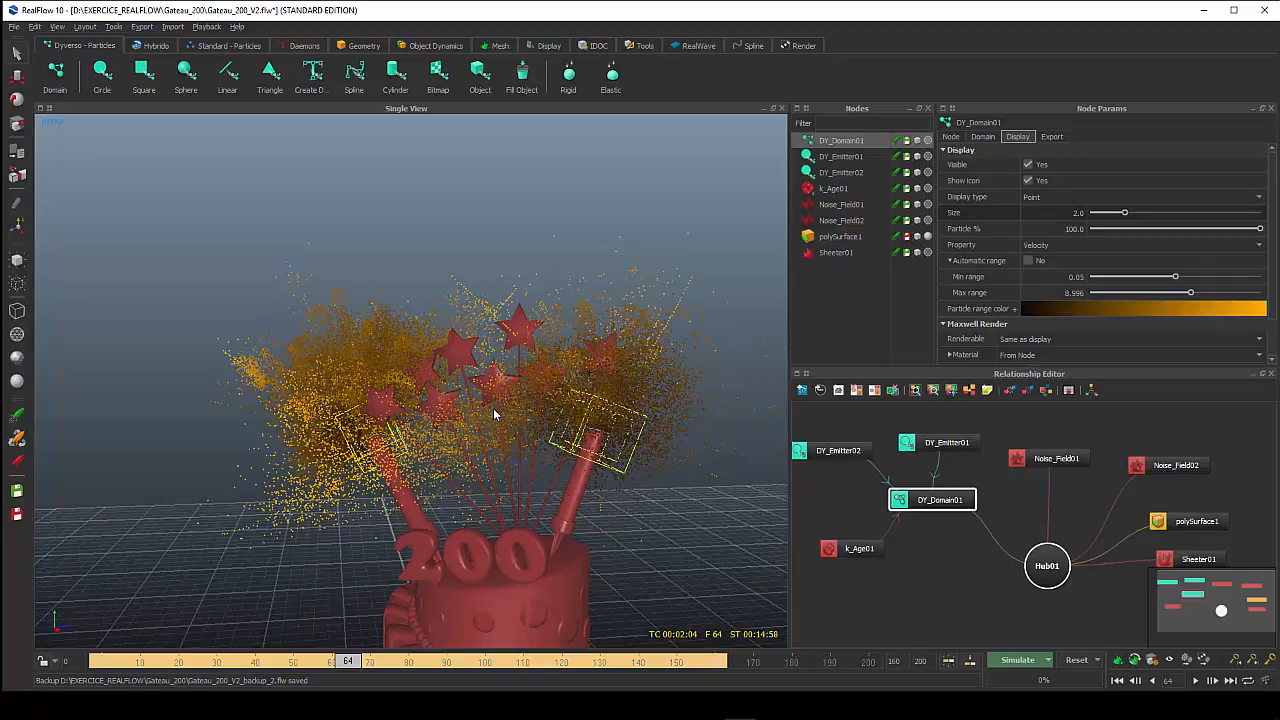 RealFlow 10 - [D:\EXERCICE_REALFLOW\Gateau_200\Gateau_200_V2.flw*] (STANDARD EDITION)
File Edit View Layout Tools Export Import Playback Help
Dyverso - Particles Hybrido Standard - Particles Daemons Geometry Object Dynamics Mesh Display IDOC Tools RealWave Spline Render
Domain Circle Square Sphere Linear Triangle Create D... Spline Cylinder Bitmap Object Fill Object Rigid Elastic
Single View
Nodes
Node Params
Filter
DY_Domain01
DY_Emitter01
DY_Emitter02
k_Age01
Noise_Field01
Noise_Field02
polySurface1
Sheeter01
DY_Domain01
Node Domain Display Export
Display
Visible Yes
Show icon Yes
Display type Point
Size 2.0
Particle % 100.0
Property Velocity
Automatic range No
Min range 0.05
Max range 8.996
Particle range color
Maxwell Render
Renderable Same as display
Material From Node
Relationship Editor
DY_Emitter02
DY_Emitter01
Noise_Field01
Noise_Field02
DY_Domain01
polySurface1
k_Age01
Hub01
Sheeter01
200
TC 00:02:04 F 64 ST 00:14:58
0 10 20 30 40 50 64 70 80 90 100 110 120 130 140 150 170 180 190 200 160 200
Simulate Reset
Backup D:\EXERCICE_REALFLOW\Gateau_200\Gateau_200_V2_backup_2.flw saved
0%
64